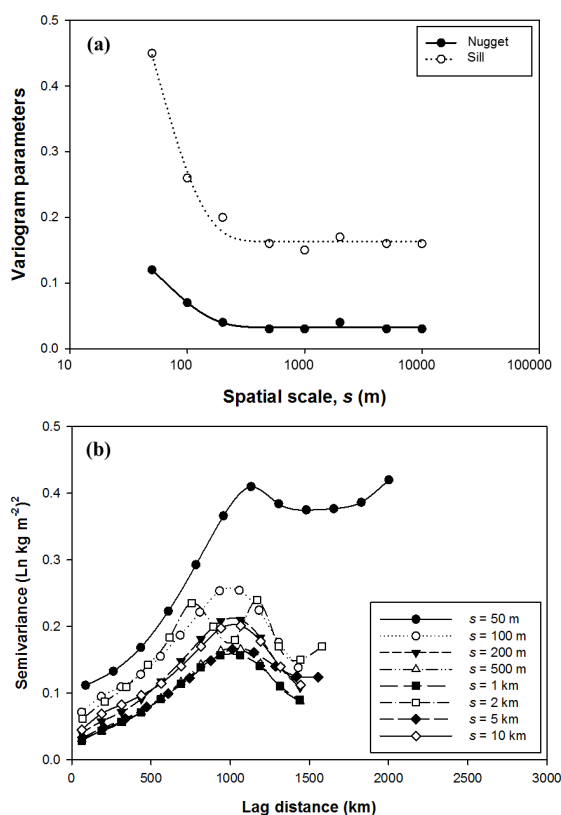 (a)
Nugget
Sill
Variogram parameters
0.5
0.4
0.3
0.2
0.1
0.0
10
100
1000
10000
100000
Spatial scale, s (m)
(b)
Semivariance (Ln kg m-2)2
0.5
0.4
0.3
0.2
0.1
0.0
s = 50 m
s = 100 m
s = 200 m
s = 500 m
s = 1 km
s = 2 km
s = 5 km
s = 10 km
0
500
1000
1500
2000
2500
3000
Lag distance (km)